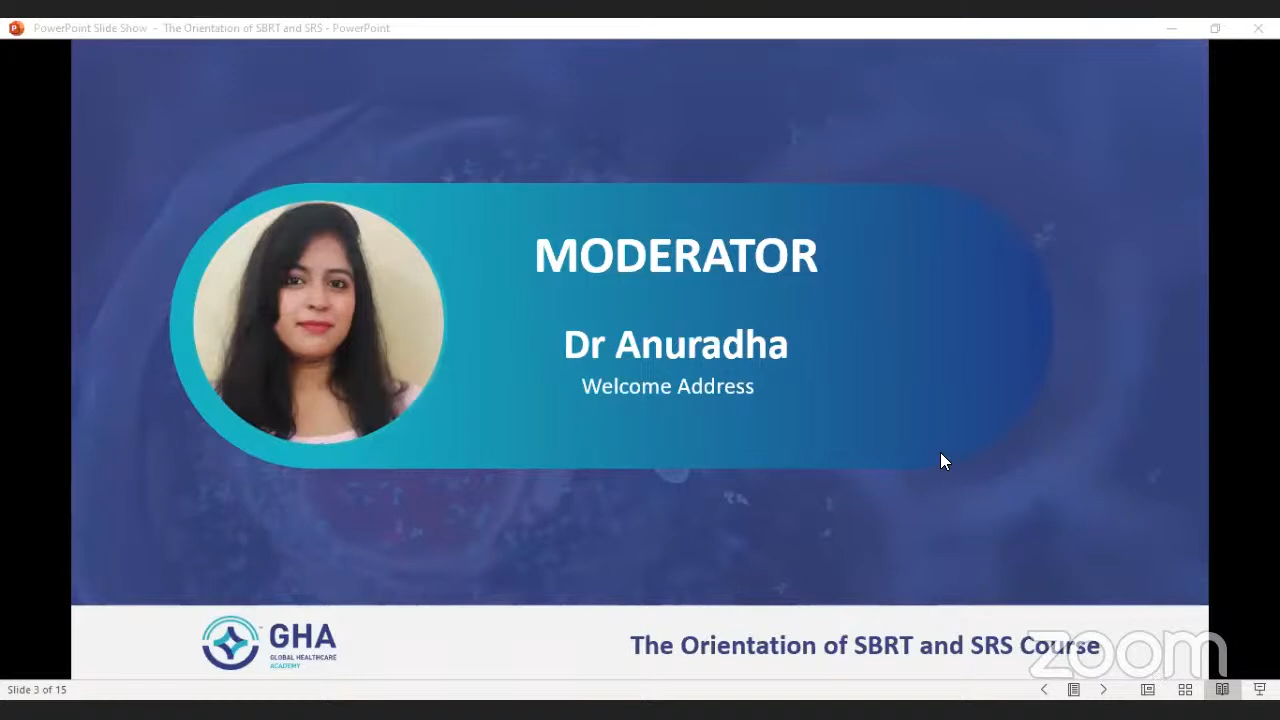 PowerPoint Slide Show - The Orientation of SBRT and SRS - PowerPoint
MODERATOR
Dr Anuradha
Welcome Address
GHA
GLOBAL HEALTHCARE
ACADEMY
The Orientation of SBRT and SRS Course
zoom
Slide 3 of 15